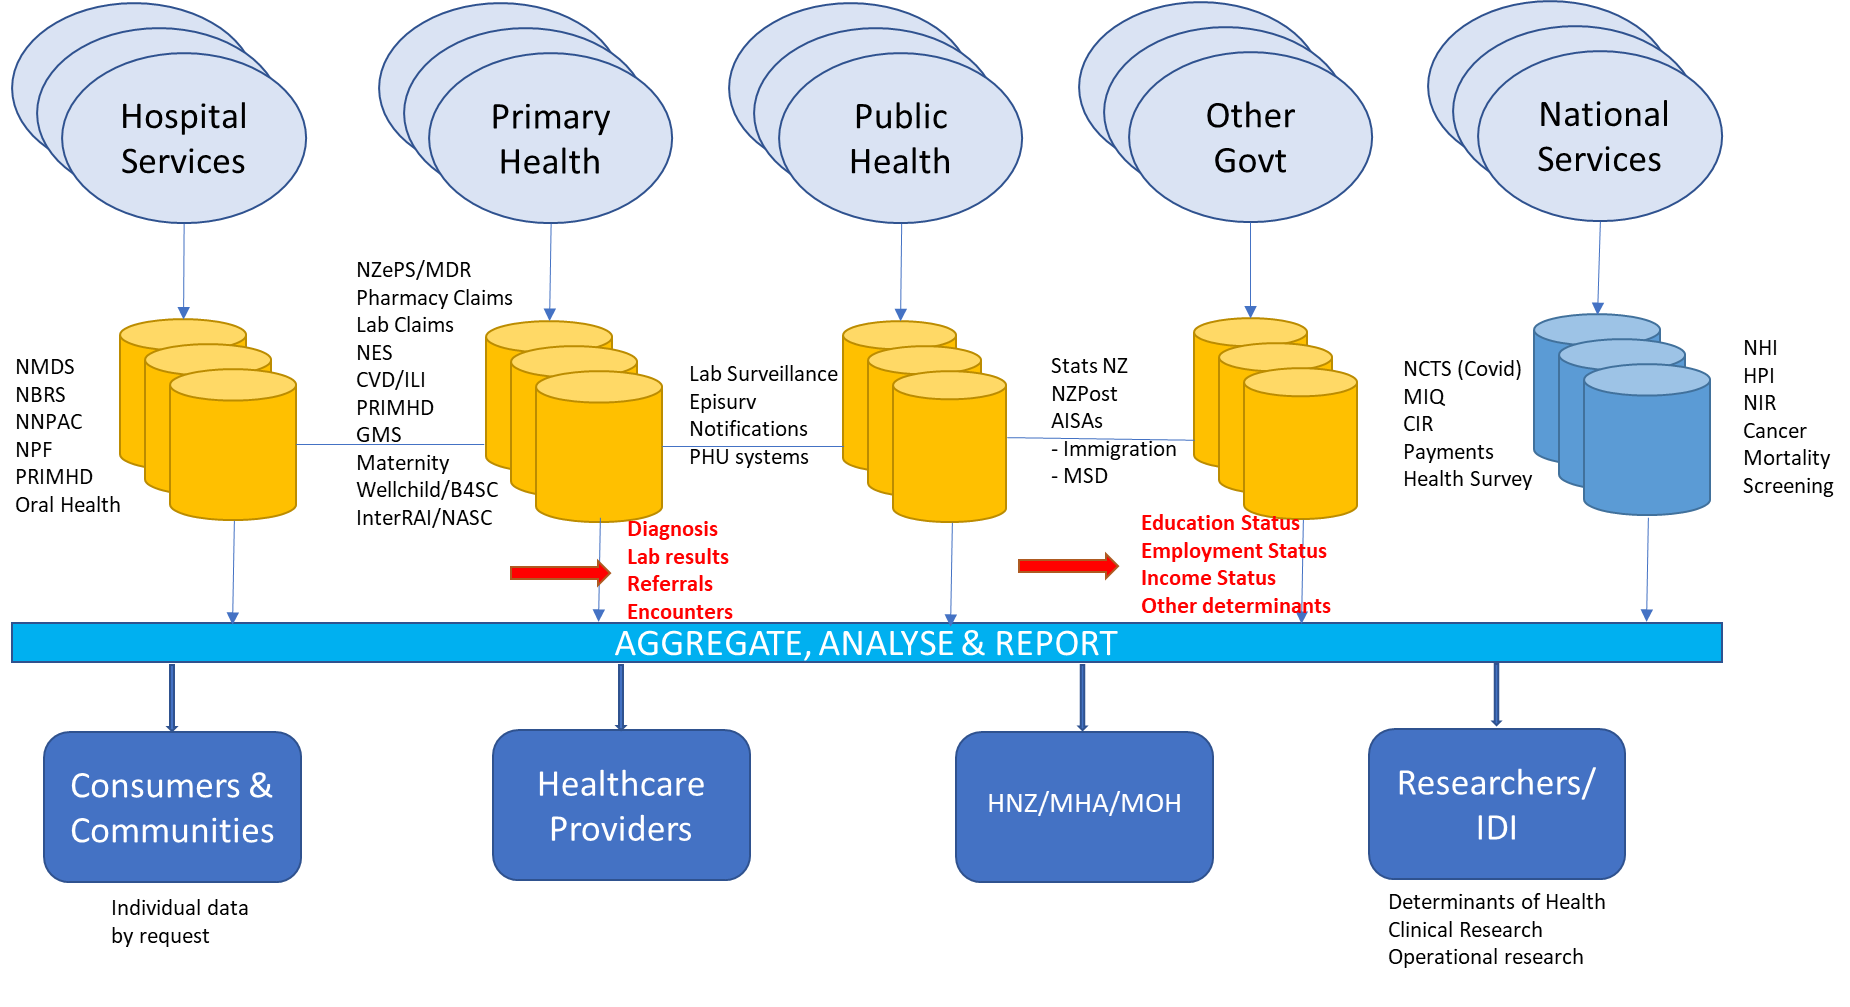 Hospital
Services
Primary
Health
Public
Health
Other
Govt
National
Services
NMDS
NBRS
NNPAC
NPF
PRIMHD
Oral Health
NZePS/MDR
Pharmacy Claims
Lab Claims
NES
CVD/ILI
PRIMHD
GMS
Maternity
Wellchild/B4SC
InterRAI/NASC
Lab Surveillance
Episurv
Notifications
PHU systems
Stats NZ
NZPost
AISAs
- Immigration
- MSD
NCTS (Covid)
MIQ
CIR
Payments
Health Survey
NHI
HPI
NIR
Cancer
Mortality
Screening
Diagnosis
Lab results
Referrals
Encounters
Education Status
Employment Status
Income Status
Other determinants
AGGREGATE, ANALYSE & REPORT
Consumers &
Communities
Healthcare
Providers
HNZ/MHA/MOH
Researchers/
IDI
Individual data
by request
Determinants of Health
Clinical Research
Operational research